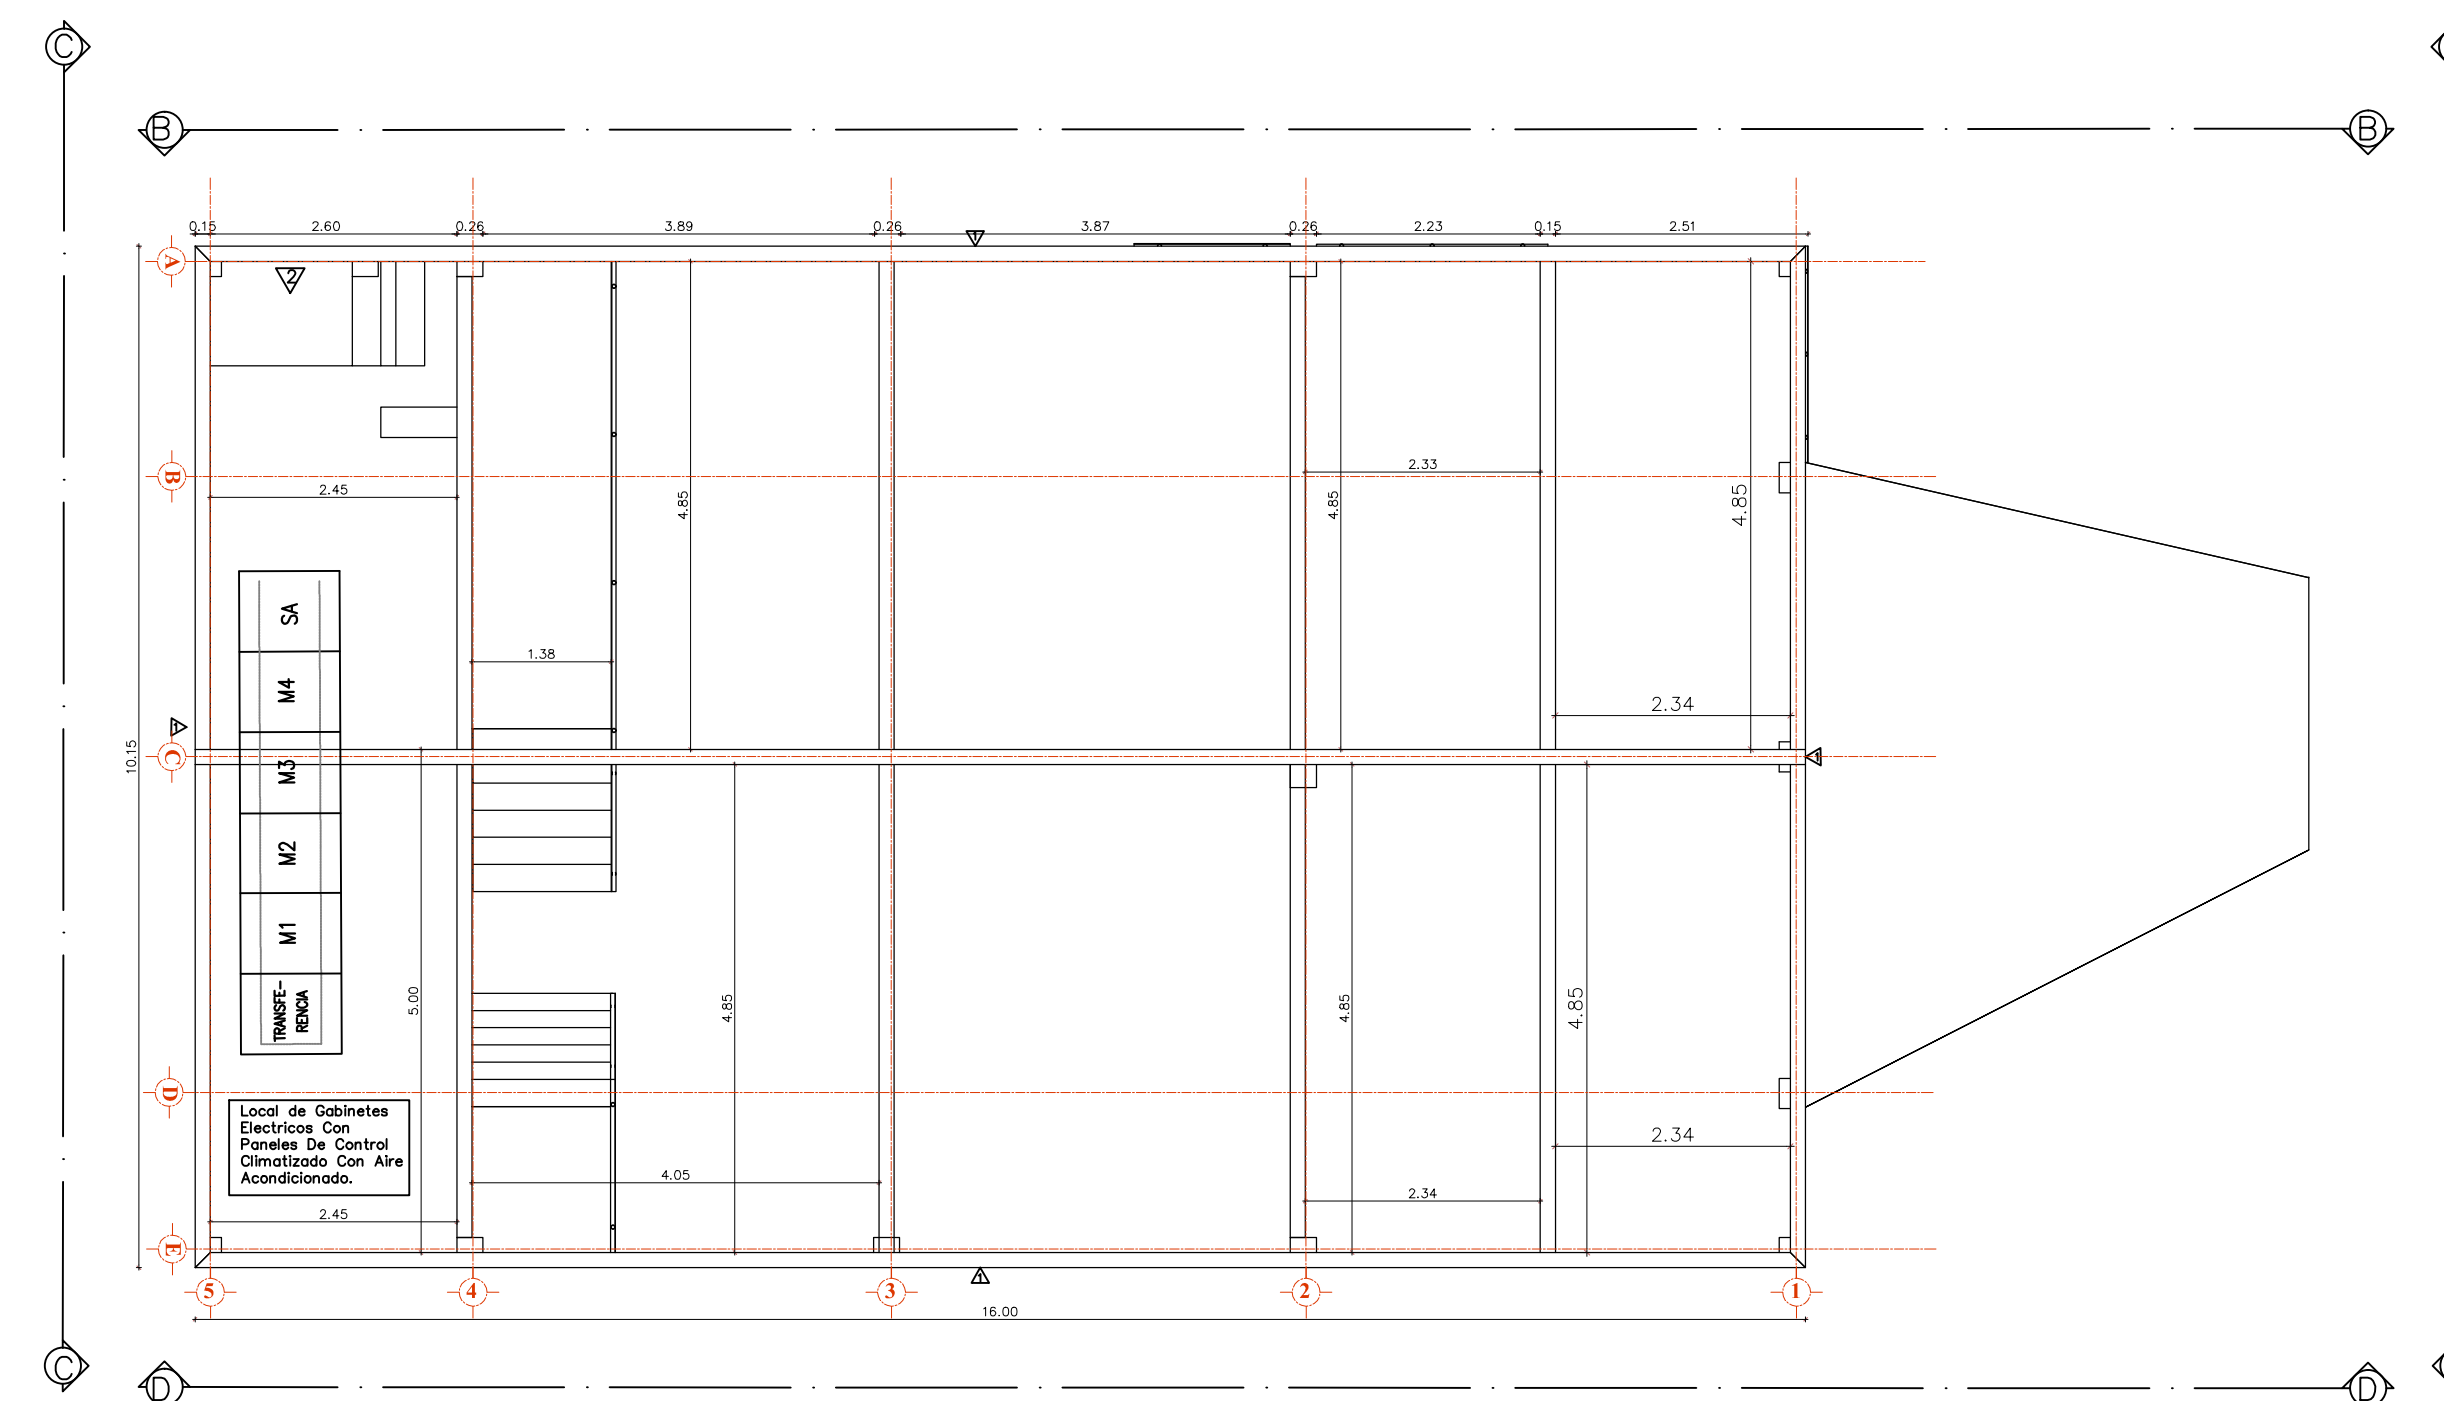 C
B
B
0.15
2.60
0.26
3.89
0.26
3.87
0.26
2.23
0.15
2.51
1
A
2
B
2.33
2.45
4.85
4.85
4.85
SA
1.38
M4
2.34
1
C
10.15
M3
1
M2
M1
5.00
4.85
4.85
4.85
TRANSFE-
RENCIA
D
Local de Gabinetes
Electricos Con
Paneles De Control
Climatizado Con Aire
Acondicionado.
2.34
4.05
2.34
2.45
E
1
5
4
3
2
1
16.00
C
D
D